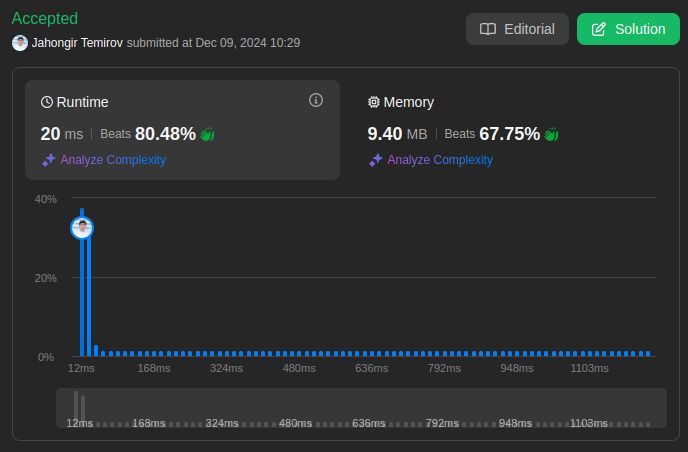 Accepted
Jahongir Temirov submitted at Dec 09, 2024 10:29
Editorial
Solution
Runtime
20 ms | Beats 80.48%
Analyze Complexity
Memory
9.40 MB | Beats 67.75%
Analyze Complexity
40%
20%
0%
12ms 168ms 324ms 480ms 636ms 792ms 948ms 1103ms
12ms 168ms 324ms 480ms 636ms 792ms 948ms 1103ms